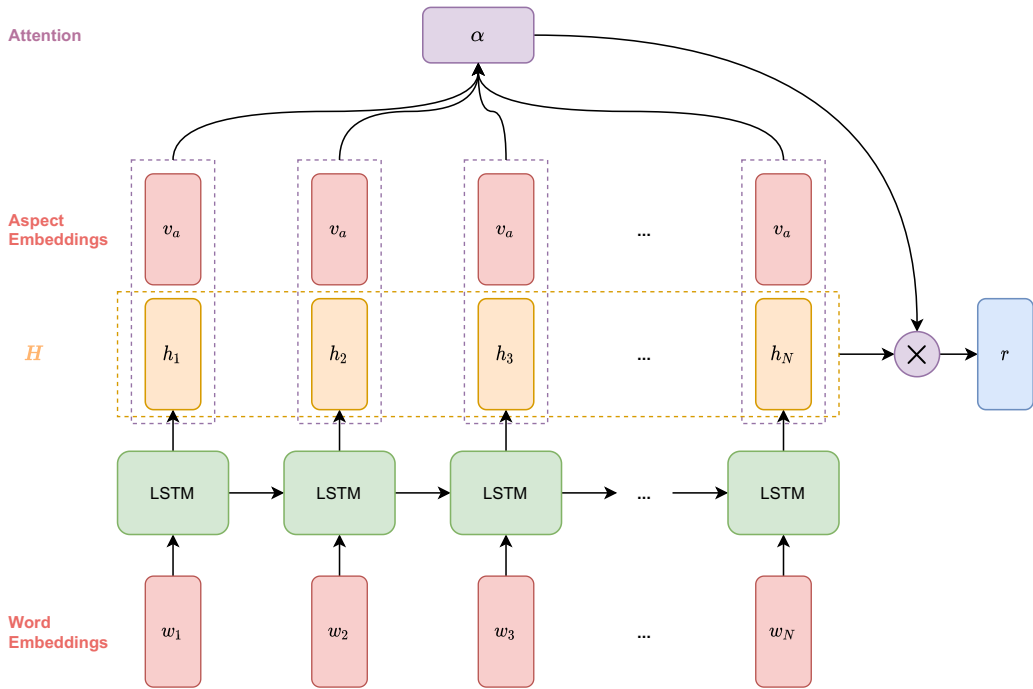 Attention
α
Aspect
Embeddings
v_a v_a v_a ... v_a
H
h_1 h_2 h_3 ... h_N
r
LSTM LSTM LSTM ... LSTM
Word
Embeddings
w_1 w_2 w_3 ... w_N